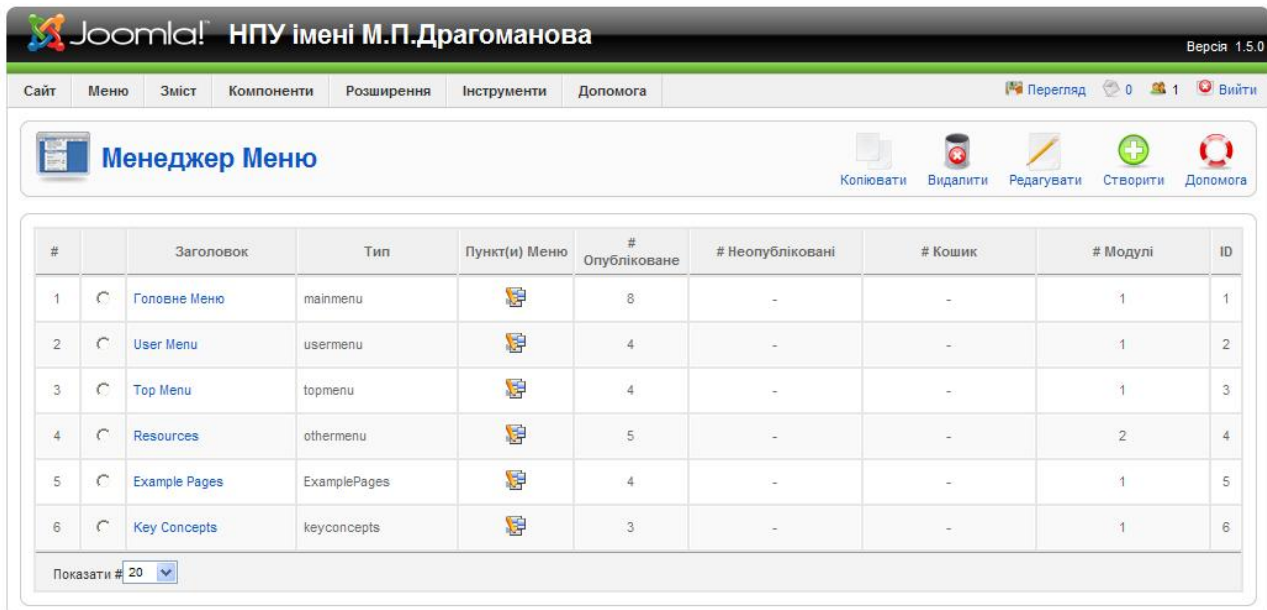 Joomla! НПУ імені М.П.Драгоманова
Версія 1.5.0
Сайт Меню Зміст Компоненти Розширення Інструменти Допомога Перегляд 0 1 Вийти
Менеджер Меню
Копіювати Видалити Редагувати Створити Допомога
# Заголовок Тип Пункт(и) Меню # Опубліковане # Неопубліковані # Кошик # Модулі ID
1 Головне Меню mainmenu 8 - - 1 1
2 User Menu usermenu 4 - - 1 2
3 Top Menu topmenu 4 - - 1 3
4 Resources othermenu 5 - - 2 4
5 Example Pages ExamplePages 4 - - 1 5
6 Key Concepts keyconcepts 3 - - 1 6
Показати # 20